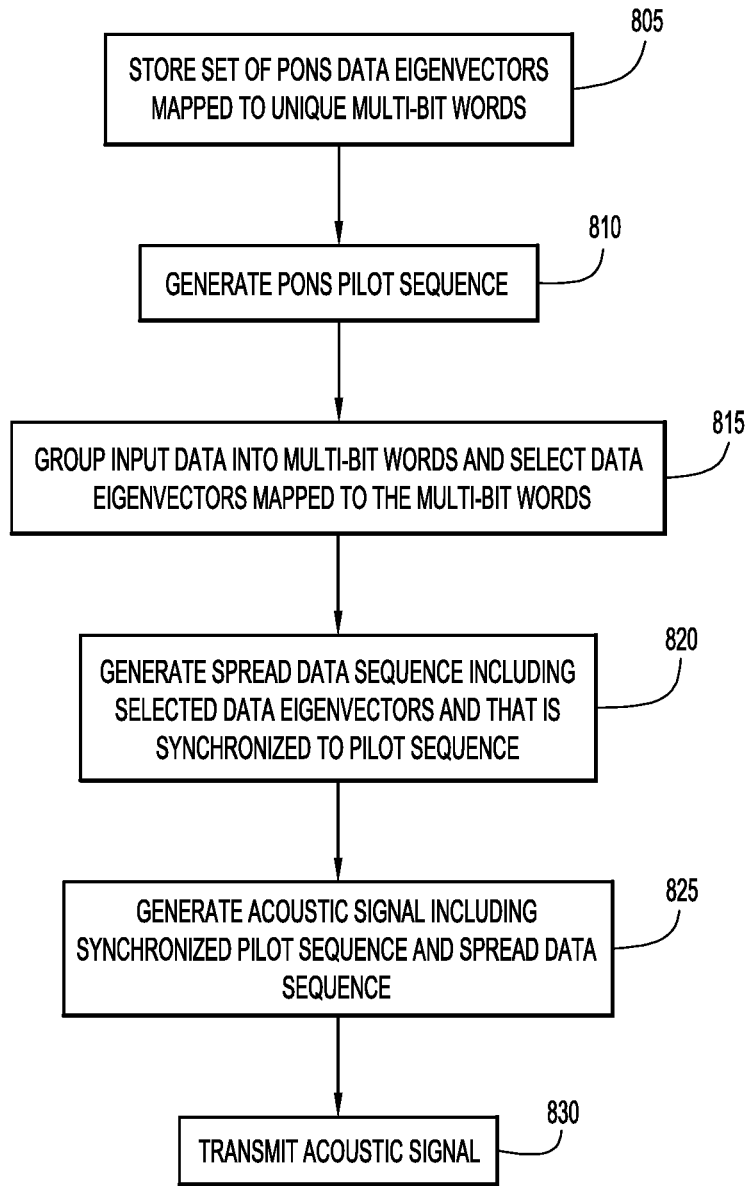 805
STORE SET OF PONS DATA EIGENVECTORS
MAPPED TO UNIQUE MULTI-BIT WORDS
810
GENERATE PONS PILOT SEQUENCE
815
GROUP INPUT DATA INTO MULTI-BIT WORDS AND SELECT DATA
EIGENVECTORS MAPPED TO THE MULTI-BIT WORDS
820
GENERATE SPREAD DATA SEQUENCE INCLUDING
SELECTED DATA EIGENVECTORS AND THAT IS
SYNCHRONIZED TO PILOT SEQUENCE
825
GENERATE ACOUSTIC SIGNAL INCLUDING
SYNCHRONIZED PILOT SEQUENCE AND SPREAD DATA
SEQUENCE
830
TRANSMIT ACOUSTIC SIGNAL